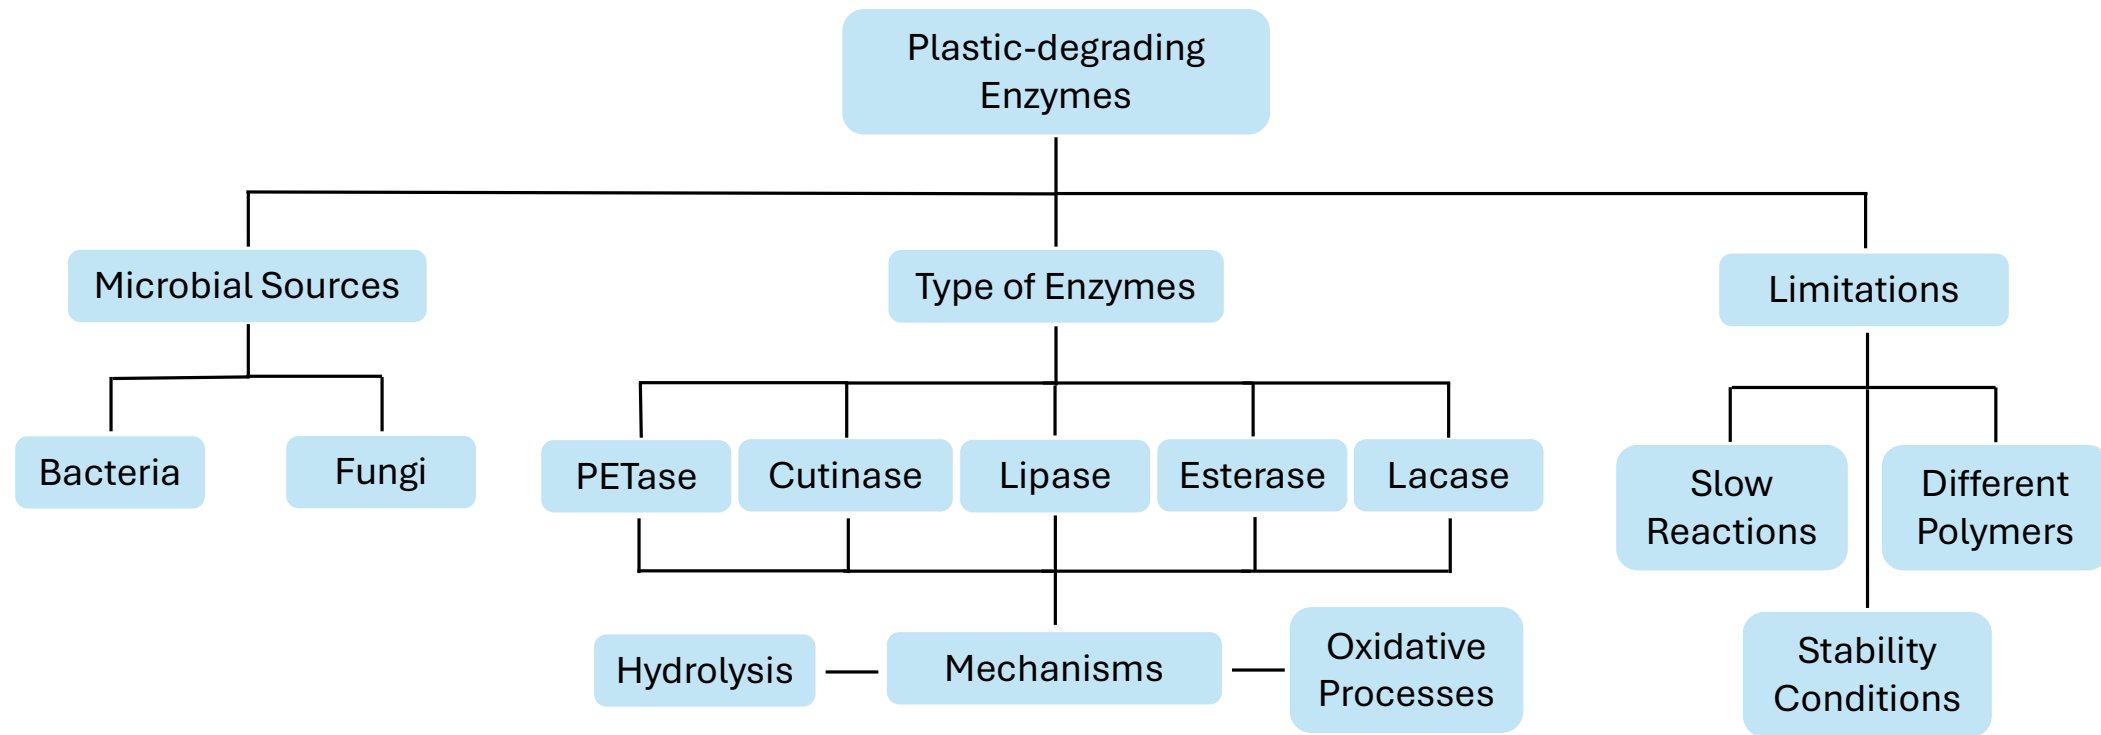 Plastic-degrading
Enzymes
Microbial Sources
Type of Enzymes
Limitations
Bacteria
Fungi
PETase
Cutinase
Lipase
Esterase
Lacase
Slow
Reactions
Different
Polymers
Hydrolysis
Mechanisms
Oxidative
Processes
Stability
Conditions